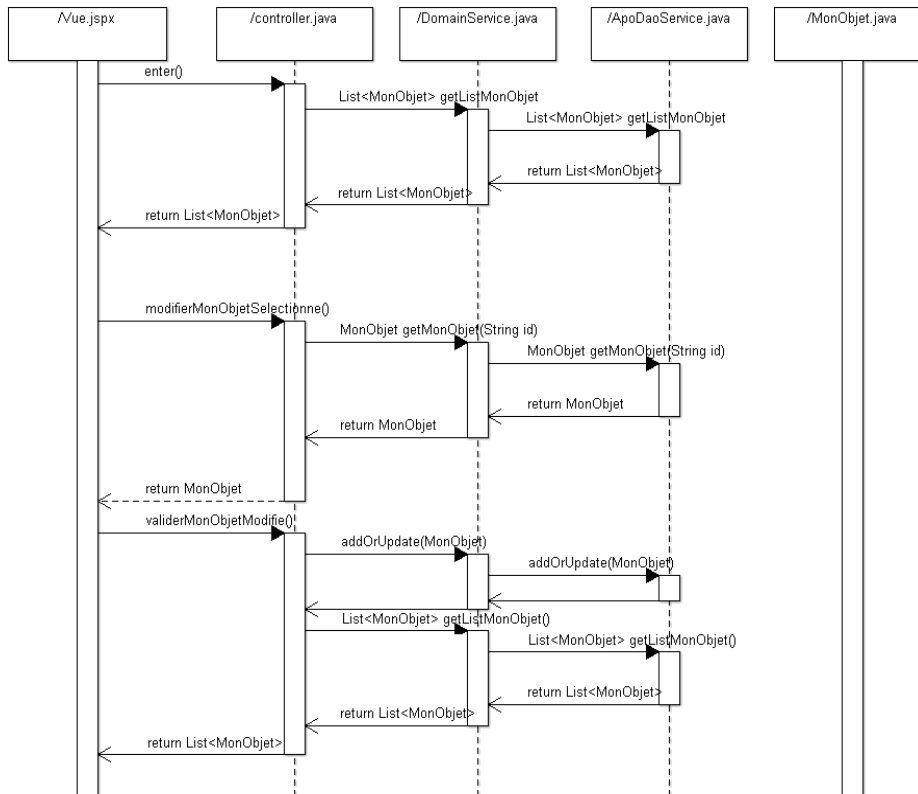 /Vue.jspx
/controller.java
/DomainService.java
/ApoDaoService.java
/MonObjet.java
enter()
List<MonObjet> getListMonObjet
List<MonObjet> getListMonObjet
return List<MonObjet>
return List<MonObjet>
return List<MonObjet>
modifierMonObjetSelectionne()
MonObjet getMonObjet(String id)
MonObjet getMonObjet(String id)
return MonObjet
return MonObjet
return MonObjet
validerMonObjetModifie()
addOrUpdate(MonObjet)
addOrUpdate(MonObjet)
List<MonObjet> getListMonObjet()
List<MonObjet> getListMonObjet()
return List<MonObjet>
return List<MonObjet>
return List<MonObjet>